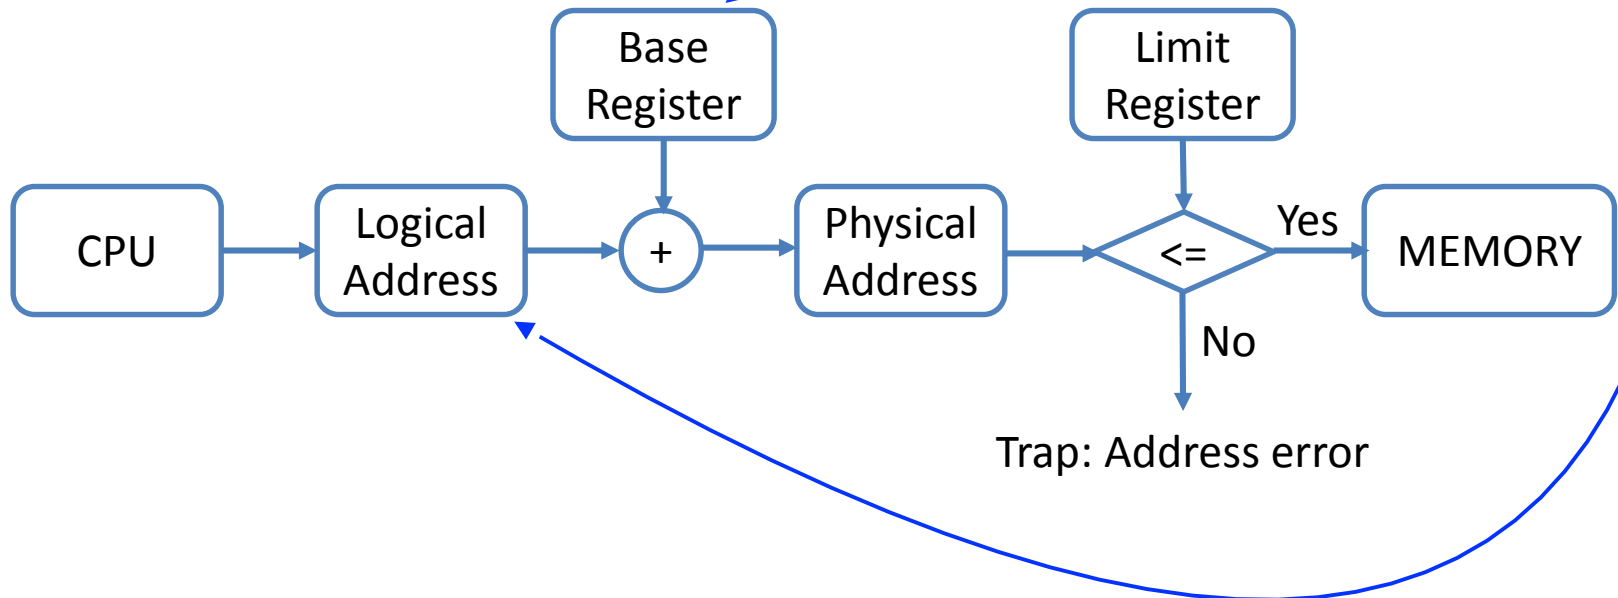 Base
Register
Limit
Register
CPU
Logical
Address
+
Physical
Address
<=
Yes
MEMORY
No
Trap: Address error